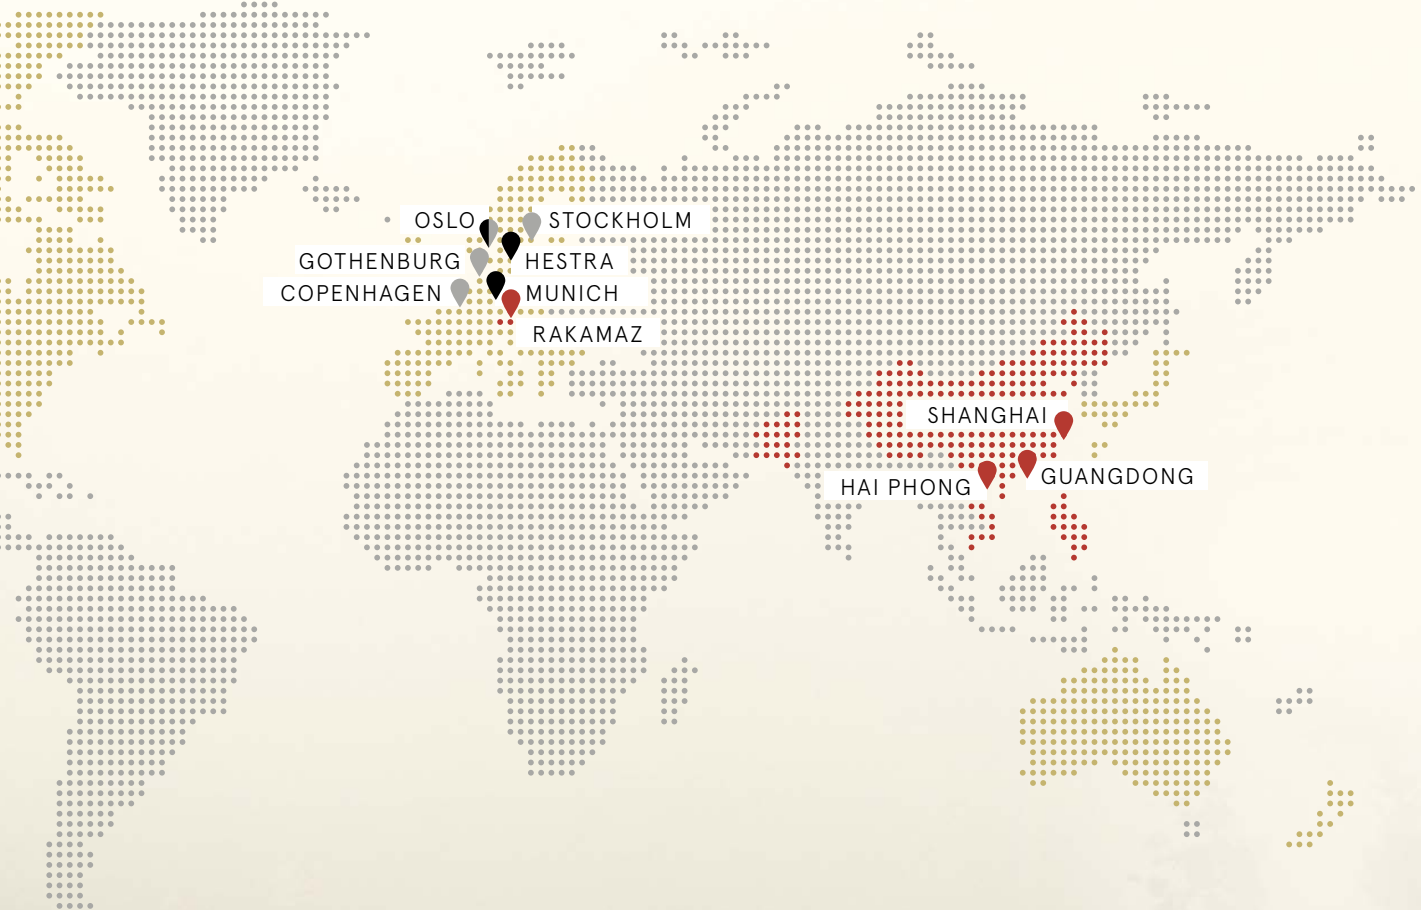 OSLO
STOCKHOLM
GOTHENBURG
HESTRA
COPENHAGEN
MUNICH
RAKAMAZ
SHANGHAI
GUANGDONG
HAI PHONG